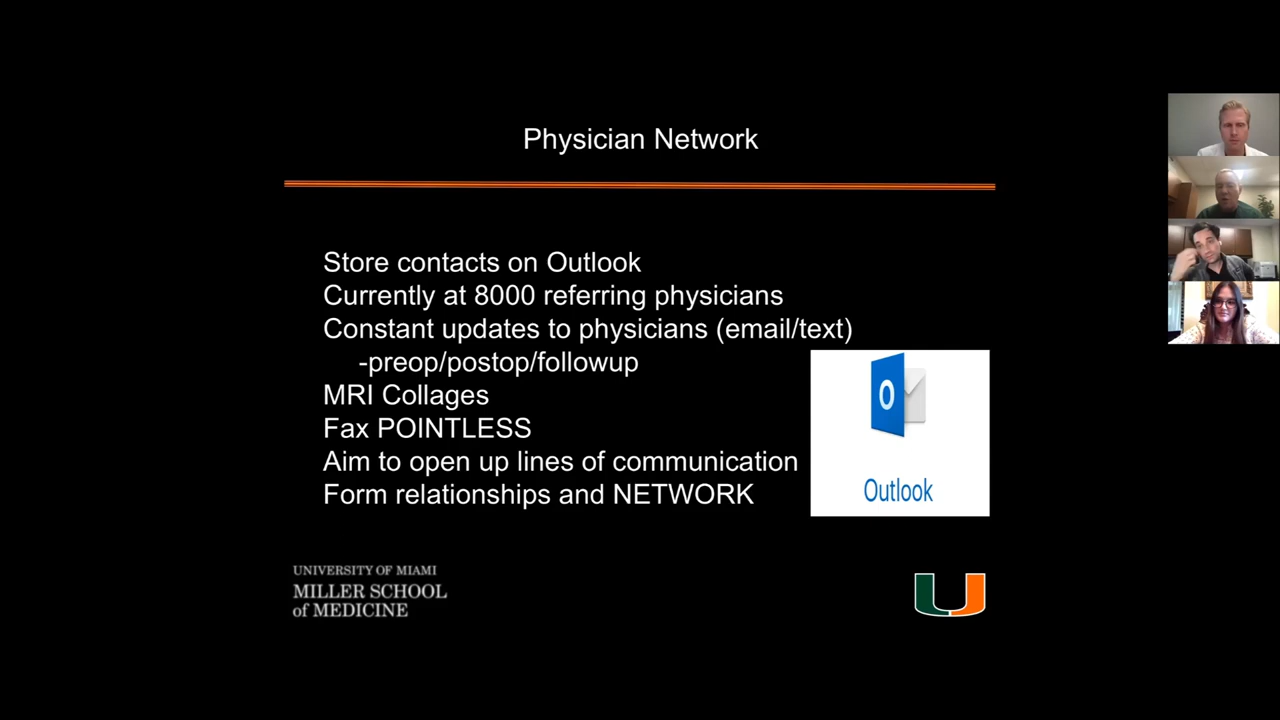 Physician Network
Store contacts on Outlook
Currently at 8000 referring physicians
Constant updates to physicians (email/text)
-preop/postop/followup
MRI Collages
Fax POINTLESS
Aim to open up lines of communication
Form relationships and NETWORK
O
Outlook
UNIVERSITY OF MIAMI
MILLER SCHOOL
of MEDICINE
U